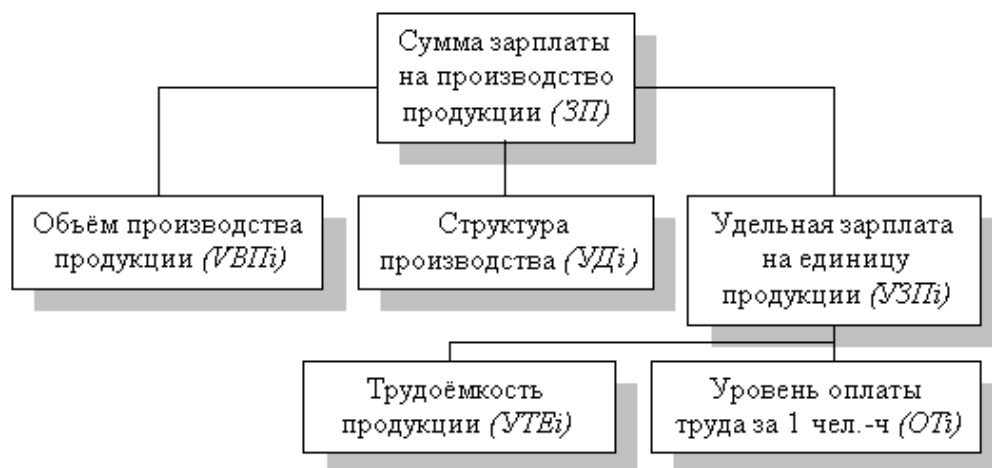 Сумма зарплаты
на производство
продукции (ЗП)
Объём производства
продукции (VВПi)
Структура
производства (УДi)
Удельная зарплата
на единицу
продукции (УЗПi)
Трудоёмкость
продукции (УТЕi)
Уровень оплаты
труда за 1 чел.-ч (ОТi)